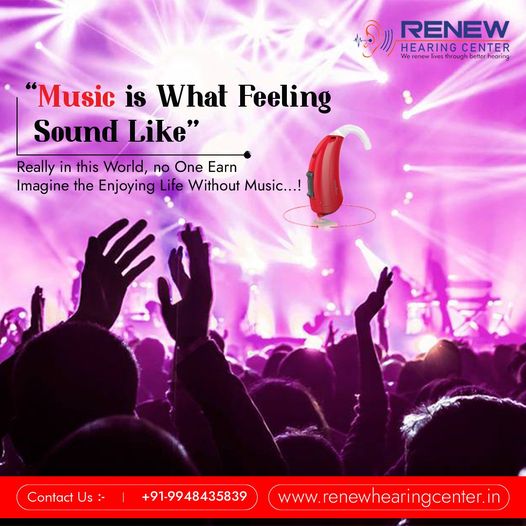 RENEW
HEARING CENTER
We renew lives through better hearing
“Music is What Feeling
Sound Like”
Really in this World, no One Earn
Imagine the Enjoying Life Without Music...!
Contact Us :- | +91-9948435839
www.renewhearingcenter.in